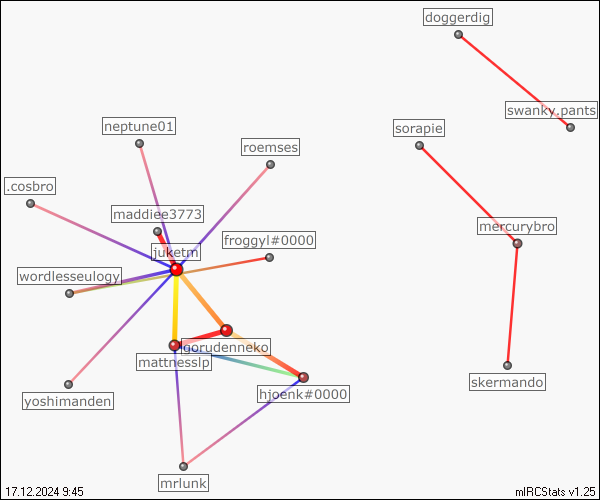 doggerdig
swanky.pants
neptune01
sorapie
roemses
.cosbro
maddiee3773
mercurybro
froggyl#0000
juketm
wordlesseulogy
gorudenneko
mattnesslp
skermando
hjoenk#0000
yoshimanden
mrlunk
17.12.2024 9:45
mIRCStats v1.25